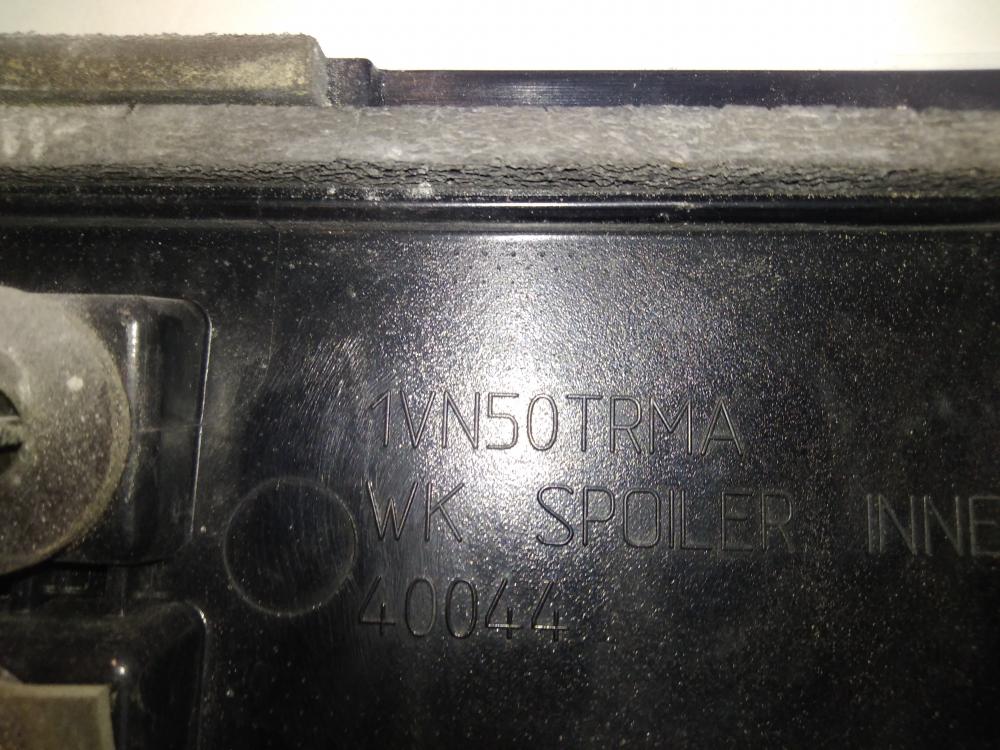 1VN50TRMA
WK SPOILER INNE
40044